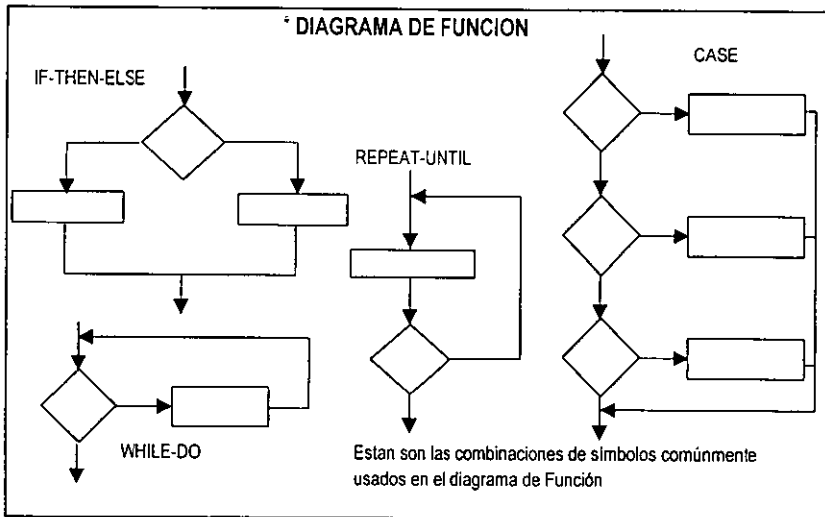 * DIAGRAMA DE FUNCION
IF-THEN-ELSE
CASE
REPEAT-UNTIL
WHILE-DO
Estan son las combinaciones de símbolos comúnmente
usados en el diagrama de Función